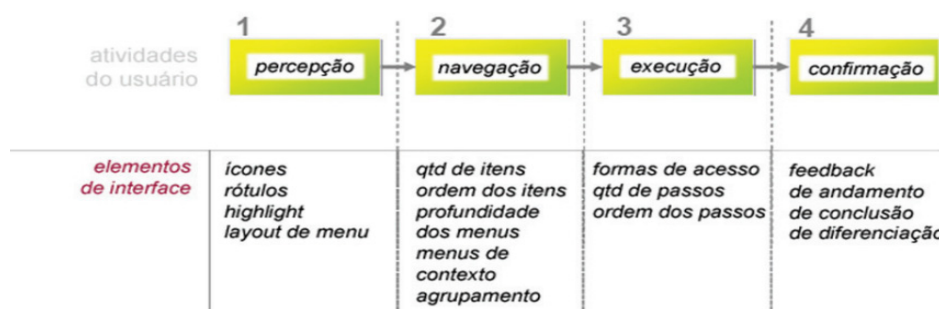 1
2
3
4
atividades
do usuário
percepção
navegação
execução
confirmação
elementos
de interface
ícones
rótulos
highlight
layout de menu
qtd de itens
ordem dos itens
profundidade
dos menus
menus de
contexto
agrupamento
formas de acesso
qtd de passos
ordem dos passos
feedback
de andamento
de conclusão
de diferenciação